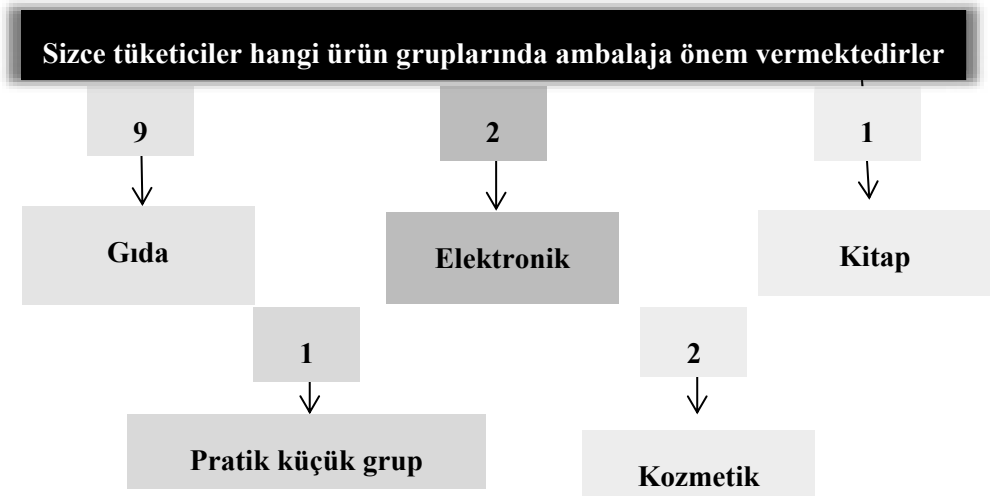 Sizce tüketiciler hangi ürün gruplarında ambalaja önem vermektedirler
9
Gıda
2
Elektronik
1
Kitap
1
Pratik küçük grup
2
Kozmetik